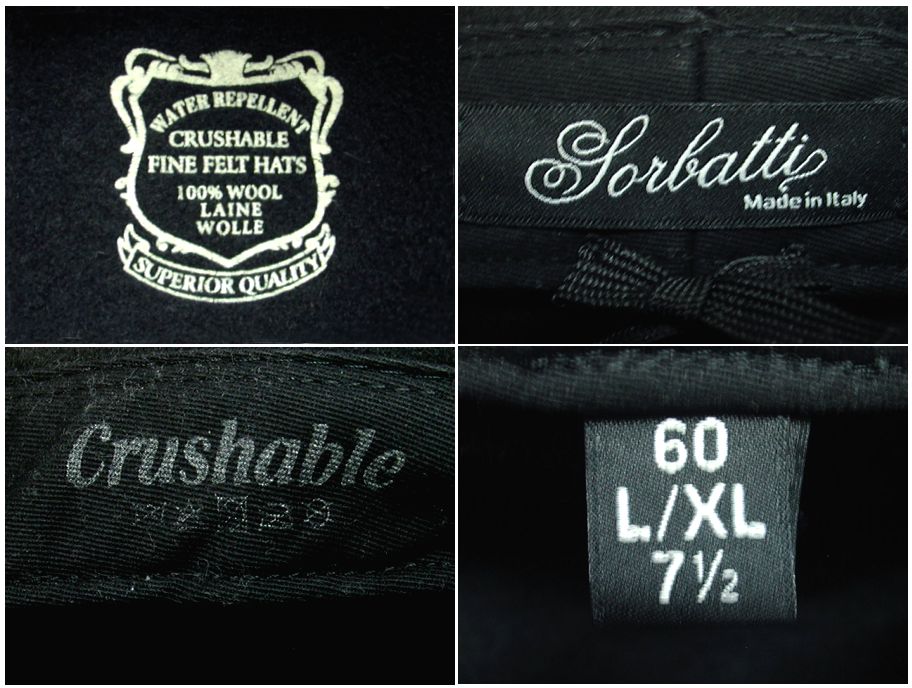 WATER REPELLENT
CRUSHABLE
FINE FELT HATS
100% WOOL
LAINE
WOLLE
SUPERIOR QUALITY
Sorbatti
Made in Italy
Crushable
60
L/XL
7½